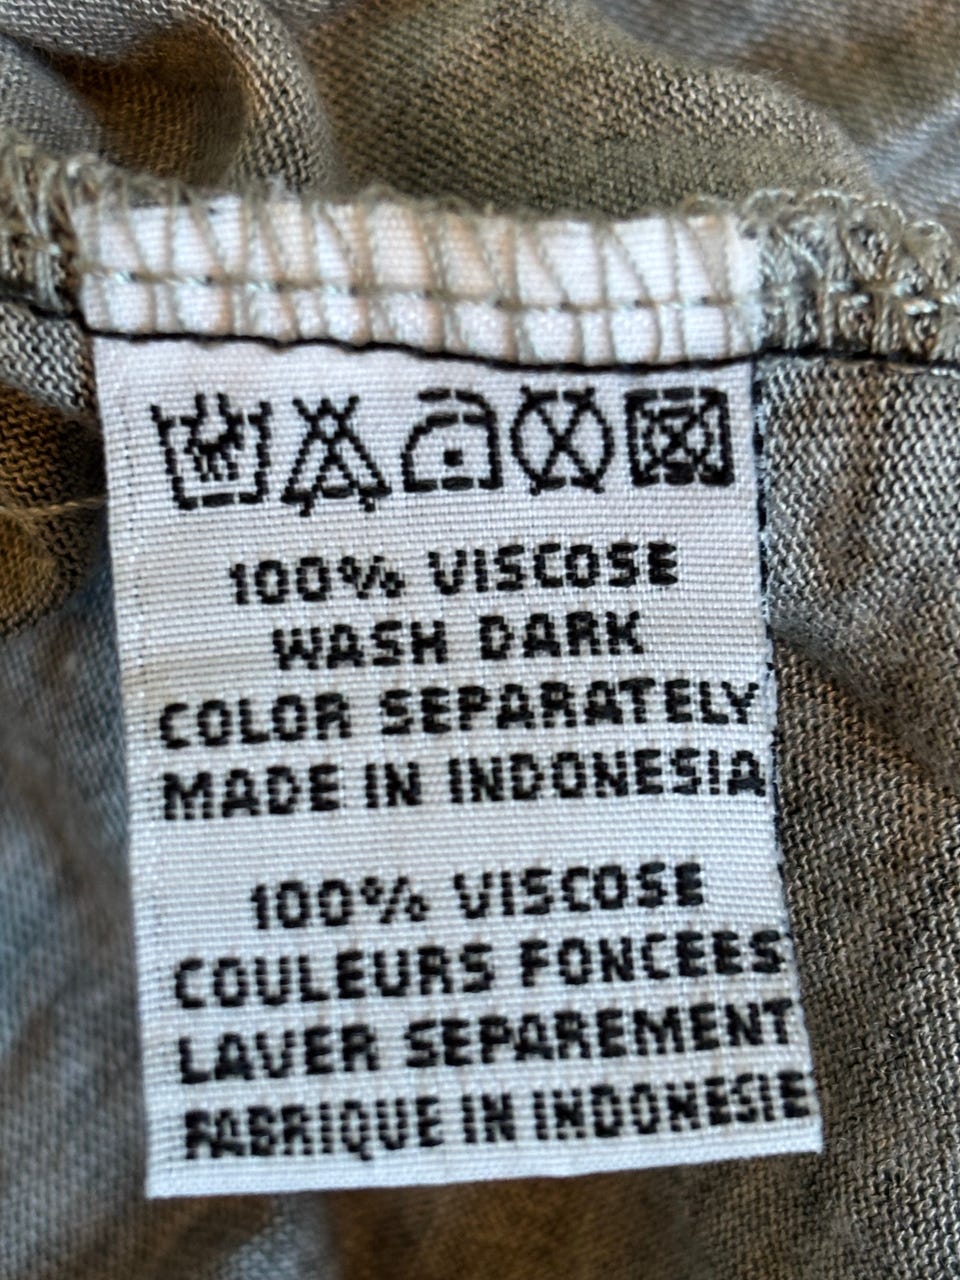 100% VISCOSE
WASH DARK
COLOR SEPARATELY
MADE IN INDONESIA
100% VISCOSE
COULEURS FONCEES
LAVER SEPAREMENT
FABRIQUE IN INDONESIE